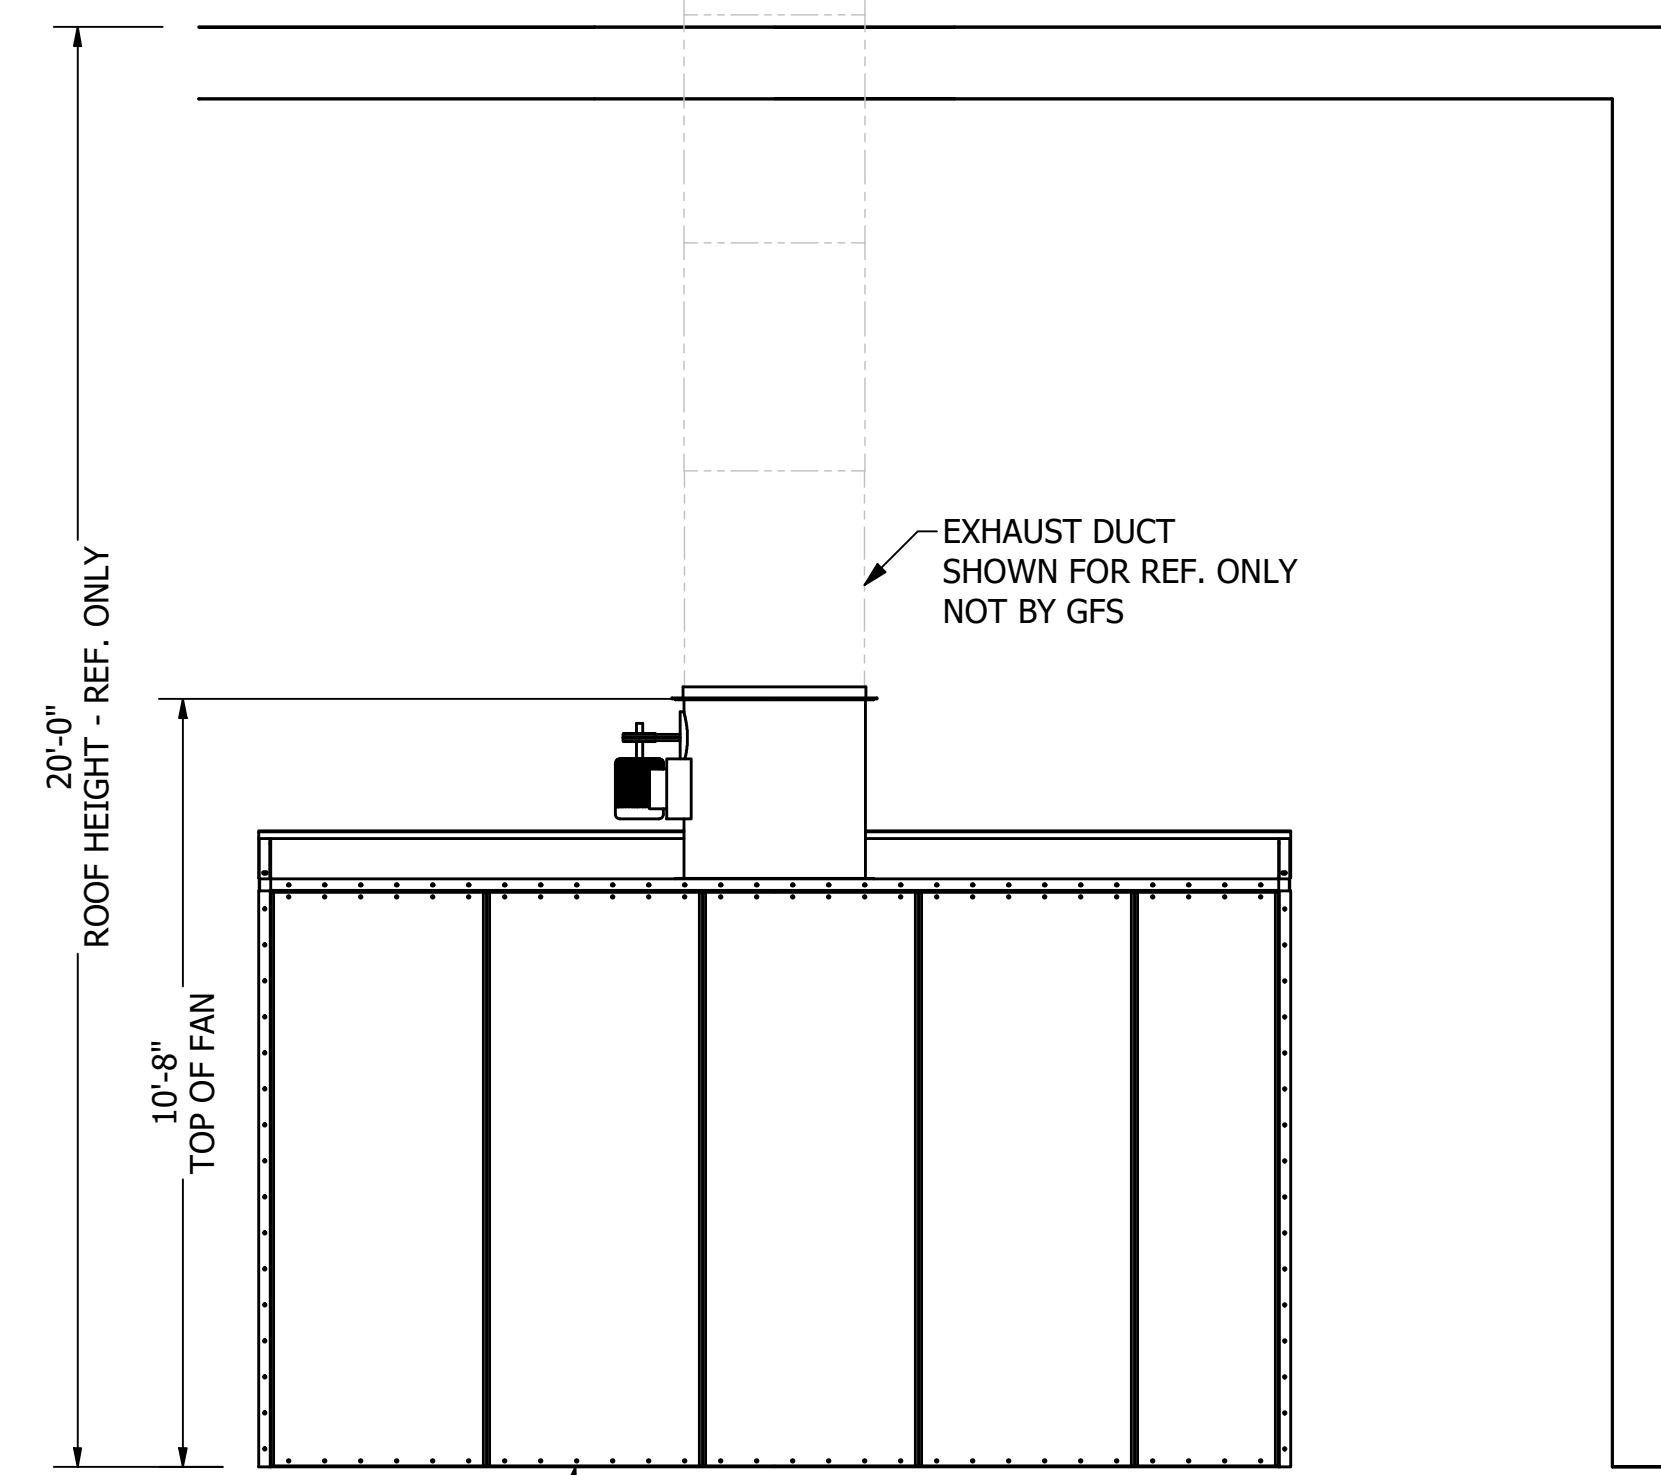 EXHAUST DUCT
SHOWN FOR REF. ONLY
NOT BY GFS
20'-0"
ROOF HEIGHT - REF. ONLY
10'-8"
TOP OF FAN